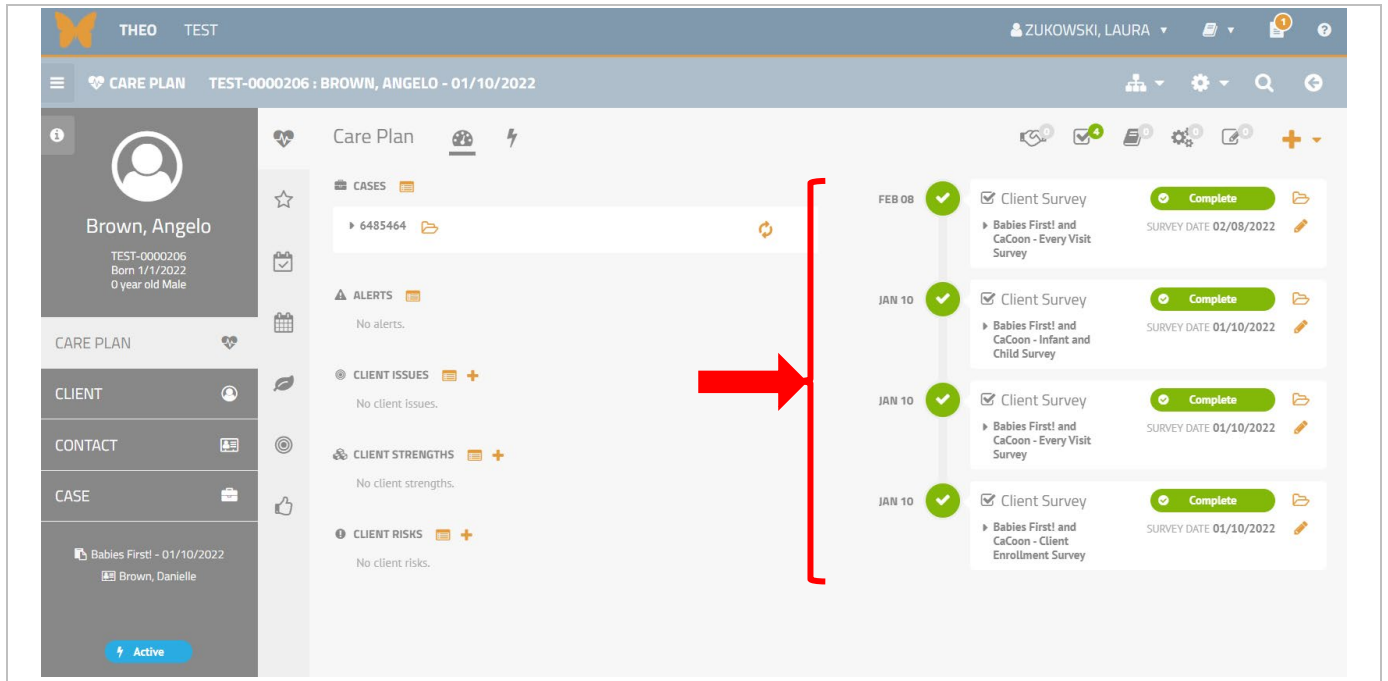 THEO TEST
ZUKOWSKI, LAURA
1
CARE PLAN TEST-0000206 : BROWN, ANGELO - 01/10/2022
Brown, Angelo
TEST-0000206
Born 1/1/2022
0 year old Male
CARE PLAN
CLIENT
CONTACT
CASE
Babies First! - 01/10/2022
Brown, Danielle
Active
Care Plan
0 4 0 0 0
CASES
6485464
ALERTS
No alerts.
CLIENT ISSUES
No client issues.
CLIENT STRENGTHS
No client strengths.
CLIENT RISKS
No client risks.
FEB 08
Client Survey
Complete
Babies First! and
CaCoon - Every Visit
Survey
SURVEY DATE 02/08/2022
JAN 10
Client Survey
Complete
Babies First! and
CaCoon - Infant and
Child Survey
SURVEY DATE 01/10/2022
JAN 10
Client Survey
Complete
Babies First! and
CaCoon - Every Visit
Survey
SURVEY DATE 01/10/2022
JAN 10
Client Survey
Complete
Babies First! and
CaCoon - Client
Enrollment Survey
SURVEY DATE 01/10/2022